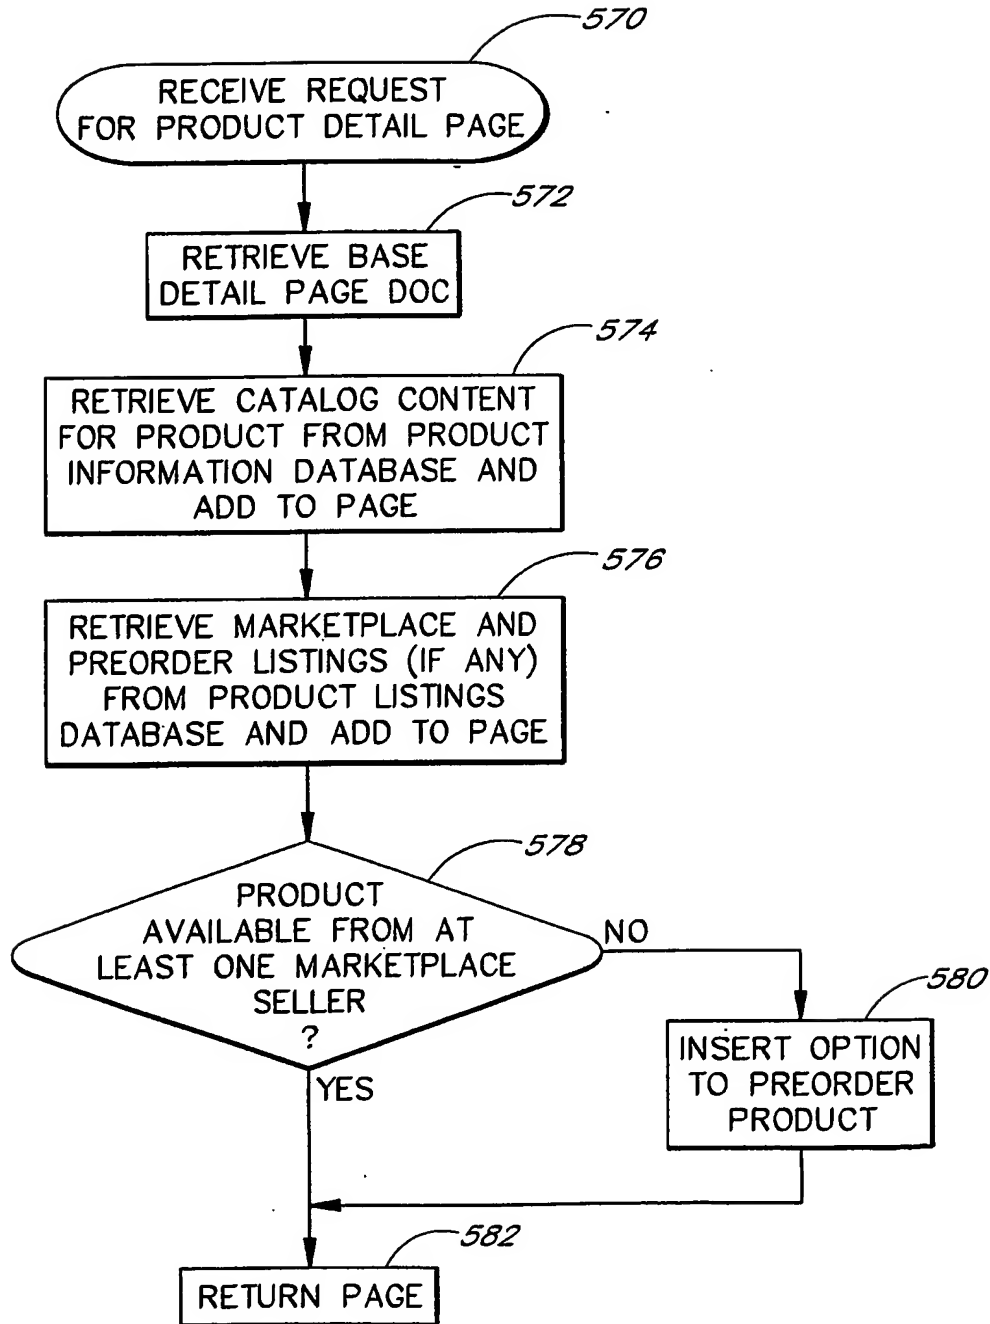 570
RECEIVE REQUEST
FOR PRODUCT DETAIL PAGE
572
RETRIEVE BASE
DETAIL PAGE DOC
574
RETRIEVE CATALOG CONTENT
FOR PRODUCT FROM PRODUCT
INFORMATION DATABASE AND
ADD TO PAGE
576
RETRIEVE MARKETPLACE AND
PREORDER LISTINGS (IF ANY)
FROM PRODUCT LISTINGS
DATABASE AND ADD TO PAGE
578
PRODUCT
AVAILABLE FROM AT
LEAST ONE MARKETPLACE
SELLER
?
NO
580
INSERT OPTION
TO PREORDER
PRODUCT
YES
582
RETURN PAGE